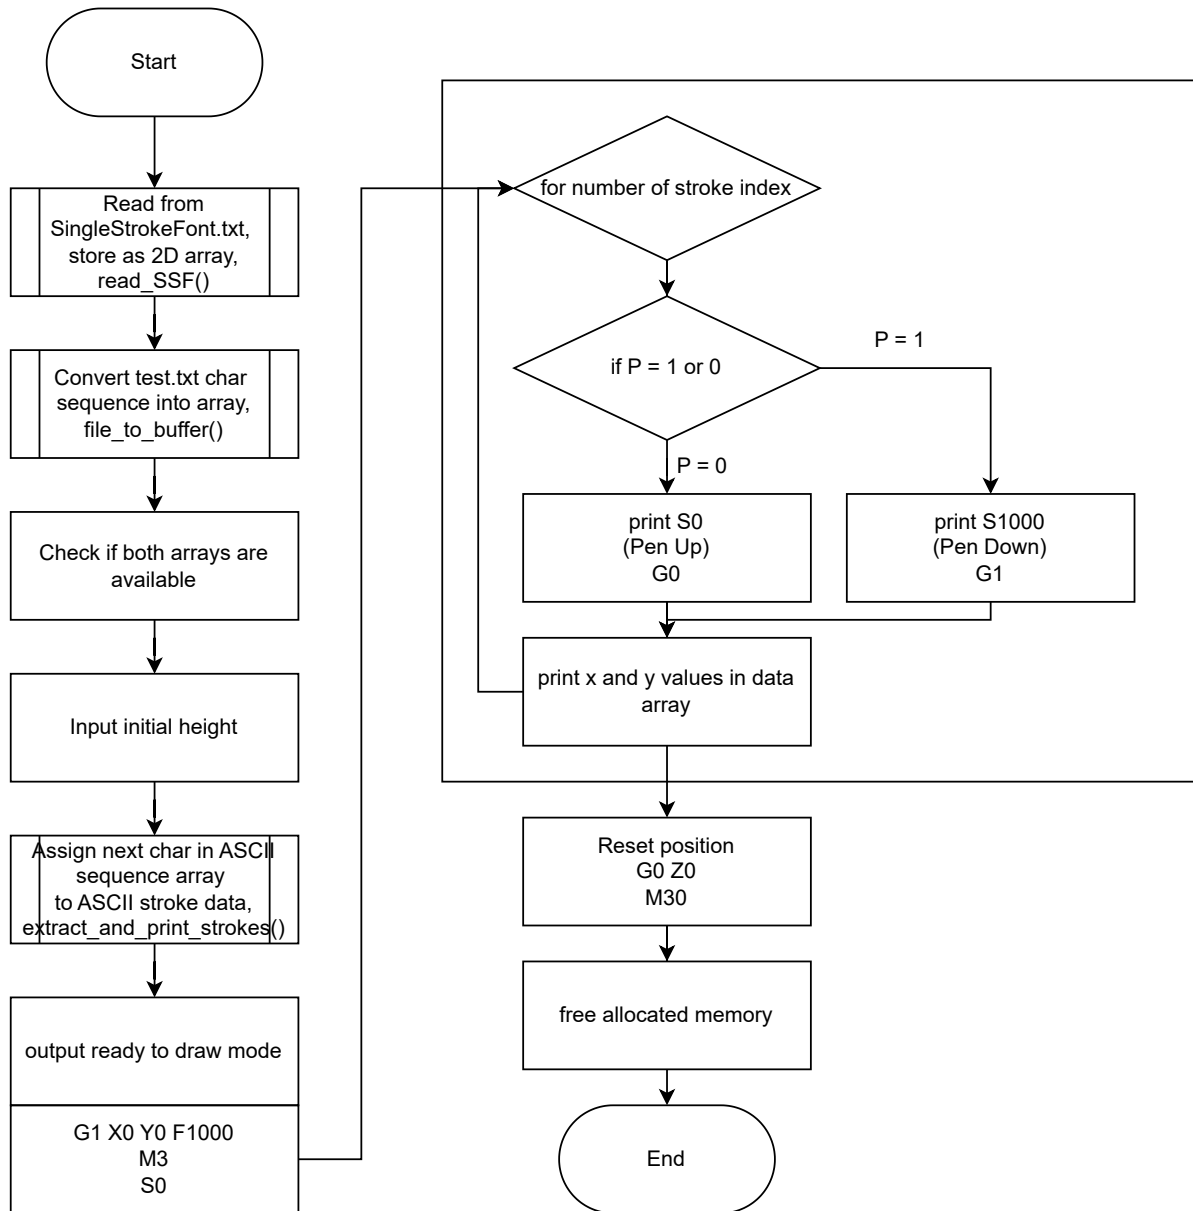 Start
Read from
SingleStrokeFont.txt,
store as 2D array,
read_SSF()
Convert test.txt char
sequence into array,
file_to_buffer()
Check if both arrays are
available
Input initial height
Assign next char in ASCII
sequence array
to ASCII stroke data,
extract_and_print_strokes()
output ready to draw mode
G1 X0 Y0 F1000
M3
S0
for number of stroke index
if P = 1 or 0
P = 1
P = 0
print S0
(Pen Up)
G0
print S1000
(Pen Down)
G1
print x and y values in data
array
Reset position
G0 Z0
M30
free allocated memory
End